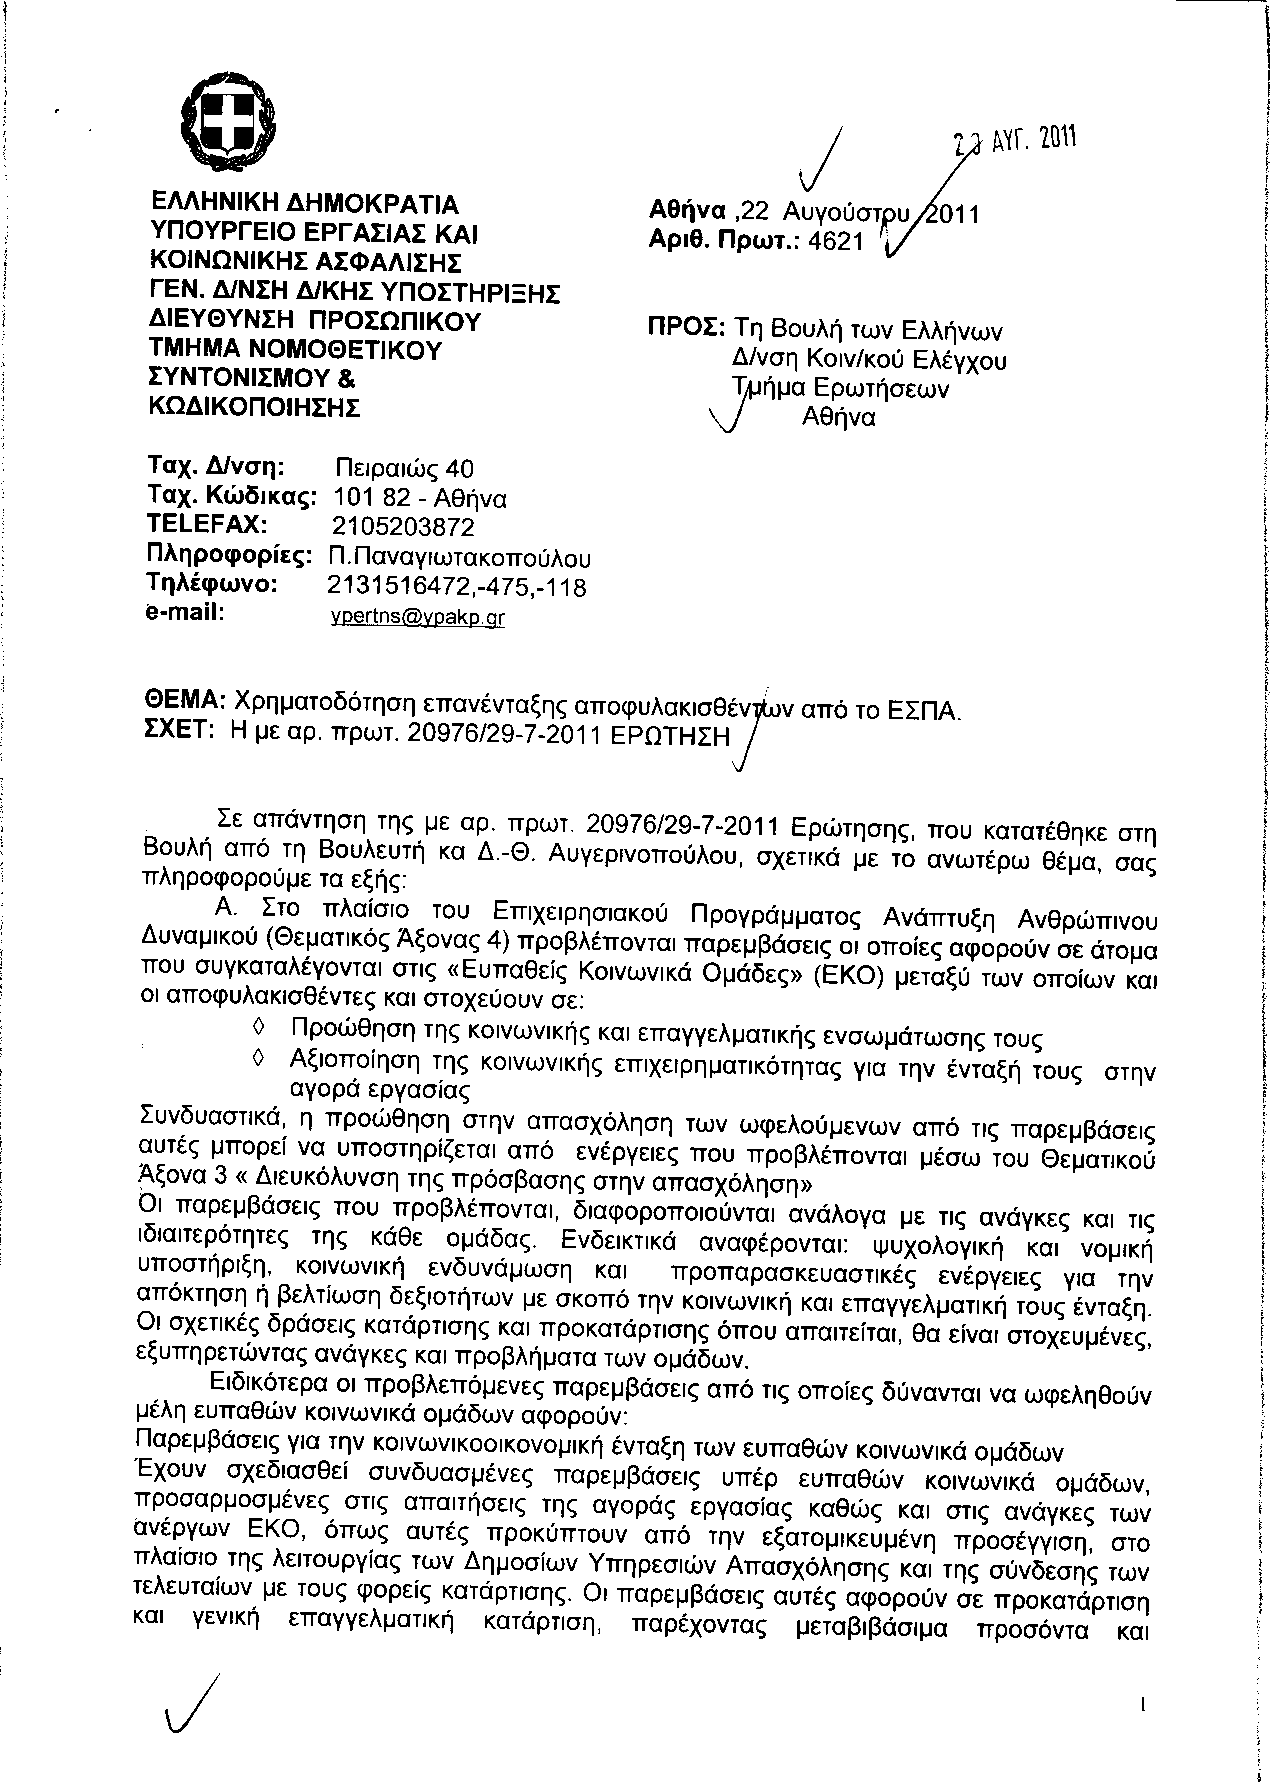 23 ΑΥΓ. 2011
ΕΛΛΗΝΙΚΗ ΔΗΜΟΚΡΑΤΙΑ
ΥΠΟΥΡΓΕΙΟ ΕΡΓΑΣΙΑΣ ΚΑΙ
ΚΟΙΝΩΝΙΚΗΣ ΑΣΦΑΛΙΣΗΣ
ΓΕΝ. Δ/ΝΣΗ Δ/ΚΗΣ ΥΠΟΣΤΗΡΙΞΗΣ
ΔΙΕΥΘΥΝΣΗ ΠΡΟΣΩΠΙΚΟΥ
ΤΜΗΜΑ ΝΟΜΟΘΕΤΙΚΟΥ
ΣΥΝΤΟΝΙΣΜΟΥ &
ΚΩΔΙΚΟΠΟΙΗΣΗΣ
Αθήνα ,22 Αυγούστου 2011
Αριθ. Πρωτ.: 4621
ΠΡΟΣ: Τη Βουλή των Ελλήνων
Δ/νση Κοιν/κού Ελέγχου
Τμήμα Ερωτήσεων
Αθήνα
Ταχ. Δ/νση: Πειραιώς 40
Ταχ. Κώδικας: 101 82 - Αθήνα
TELEFAX: 2105203872
Πληροφορίες: Π.Παναγιωτακοπούλου
Τηλέφωνο: 2131516472,-475,-118
e-mail: ypertns@ypakp.gr
ΘΕΜΑ: Χρηματοδότηση επανένταξης αποφυλακισθέντων από το ΕΣΠΑ.
ΣΧΕΤ: Η με αρ. πρωτ. 20976/29-7-2011 ΕΡΩΤΗΣΗ
Σε απάντηση της με αρ. πρωτ. 20976/29-7-2011 Ερώτησης, που κατατέθηκε στη
Βουλή από τη Βουλευτή κα Δ.-Θ. Αυγερινοπούλου, σχετικά με το ανωτέρω θέμα, σας
πληροφορούμε τα εξής:
Α. Στο πλαίσιο του Επιχειρησιακού Προγράμματος Ανάπτυξη Ανθρώπινου
Δυναμικού (Θεματικός Άξονας 4) προβλέπονται παρεμβάσεις οι οποίες αφορούν σε άτομα
που συγκαταλέγονται στις «Ευπαθείς Κοινωνικά Ομάδες» (ΕΚΟ) μεταξύ των οποίων και
οι αποφυλακισθέντες και στοχεύουν σε:
◊ Προώθηση της κοινωνικής και επαγγελματικής ενσωμάτωσης τους
◊ Αξιοποίηση της κοινωνικής επιχειρηματικότητας για την ένταξή τους στην
αγορά εργασίας
Συνδυαστικά, η προώθηση στην απασχόληση των ωφελούμενων από τις παρεμβάσεις
αυτές μπορεί να υποστηρίζεται από ενέργειες που προβλέπονται μέσω του Θεματικού
Άξονα 3 « Διευκόλυνση της πρόσβασης στην απασχόληση»
Οι παρεμβάσεις που προβλέπονται, διαφοροποιούνται ανάλογα με τις ανάγκες και τις
ιδιαιτερότητες της κάθε ομάδας. Ενδεικτικά αναφέρονται: ψυχολογική και νομική
υποστήριξη, κοινωνική ενδυνάμωση και προπαρασκευαστικές ενέργειες για την
απόκτηση ή βελτίωση δεξιοτήτων με σκοπό την κοινωνική και επαγγελματική τους ένταξη.
Οι σχετικές δράσεις κατάρτισης και προκατάρτισης όπου απαιτείται, θα είναι στοχευμένες,
εξυπηρετώντας ανάγκες και προβλήματα των ομάδων.
Ειδικότερα οι προβλεπόμενες παρεμβάσεις από τις οποίες δύνανται να ωφεληθούν
μέλη ευπαθών κοινωνικά ομάδων αφορούν:
Παρεμβάσεις για την κοινωνικοοικονομική ένταξη των ευπαθών κοινωνικά ομάδων
Έχουν σχεδιασθεί συνδυασμένες παρεμβάσεις υπέρ ευπαθών κοινωνικά ομάδων,
προσαρμοσμένες στις απαιτήσεις της αγοράς εργασίας καθώς και στις ανάγκες των
ανέργων ΕΚΟ, όπως αυτές προκύπτουν από την εξατομικευμένη προσέγγιση, στο
πλαίσιο της λειτουργίας των Δημοσίων Υπηρεσιών Απασχόλησης και της σύνδεσης των
τελευταίων με τους φορείς κατάρτισης. Οι παρεμβάσεις αυτές αφορούν σε προκατάρτιση
και γενική επαγγελματική κατάρτιση, παρέχοντας μεταβιβάσιμα προσόντα και
1